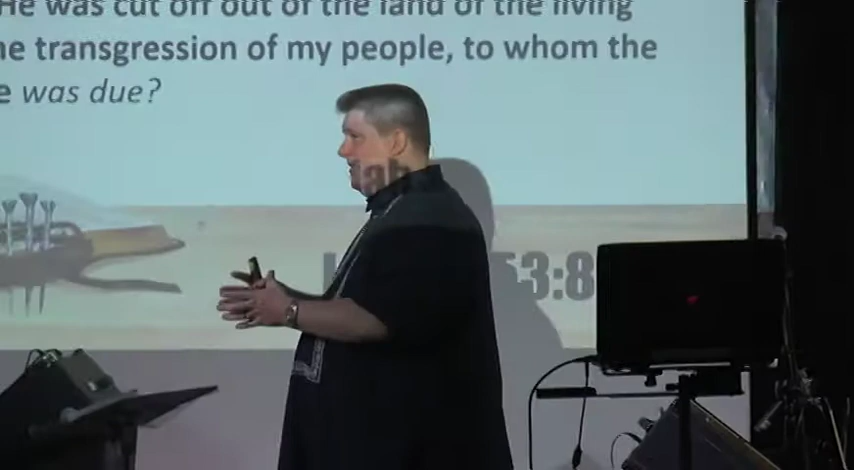 He was cut off out of the land of the living
transgression of my people, to whom the
was due?
53:8